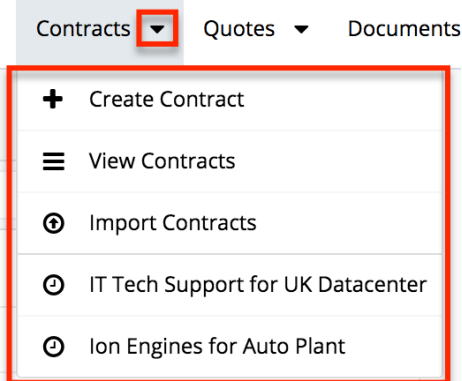 Contracts Quotes Documents
Create Contract
View Contracts
Import Contracts
IT Tech Support for UK Datacenter
Ion Engines for Auto Plant